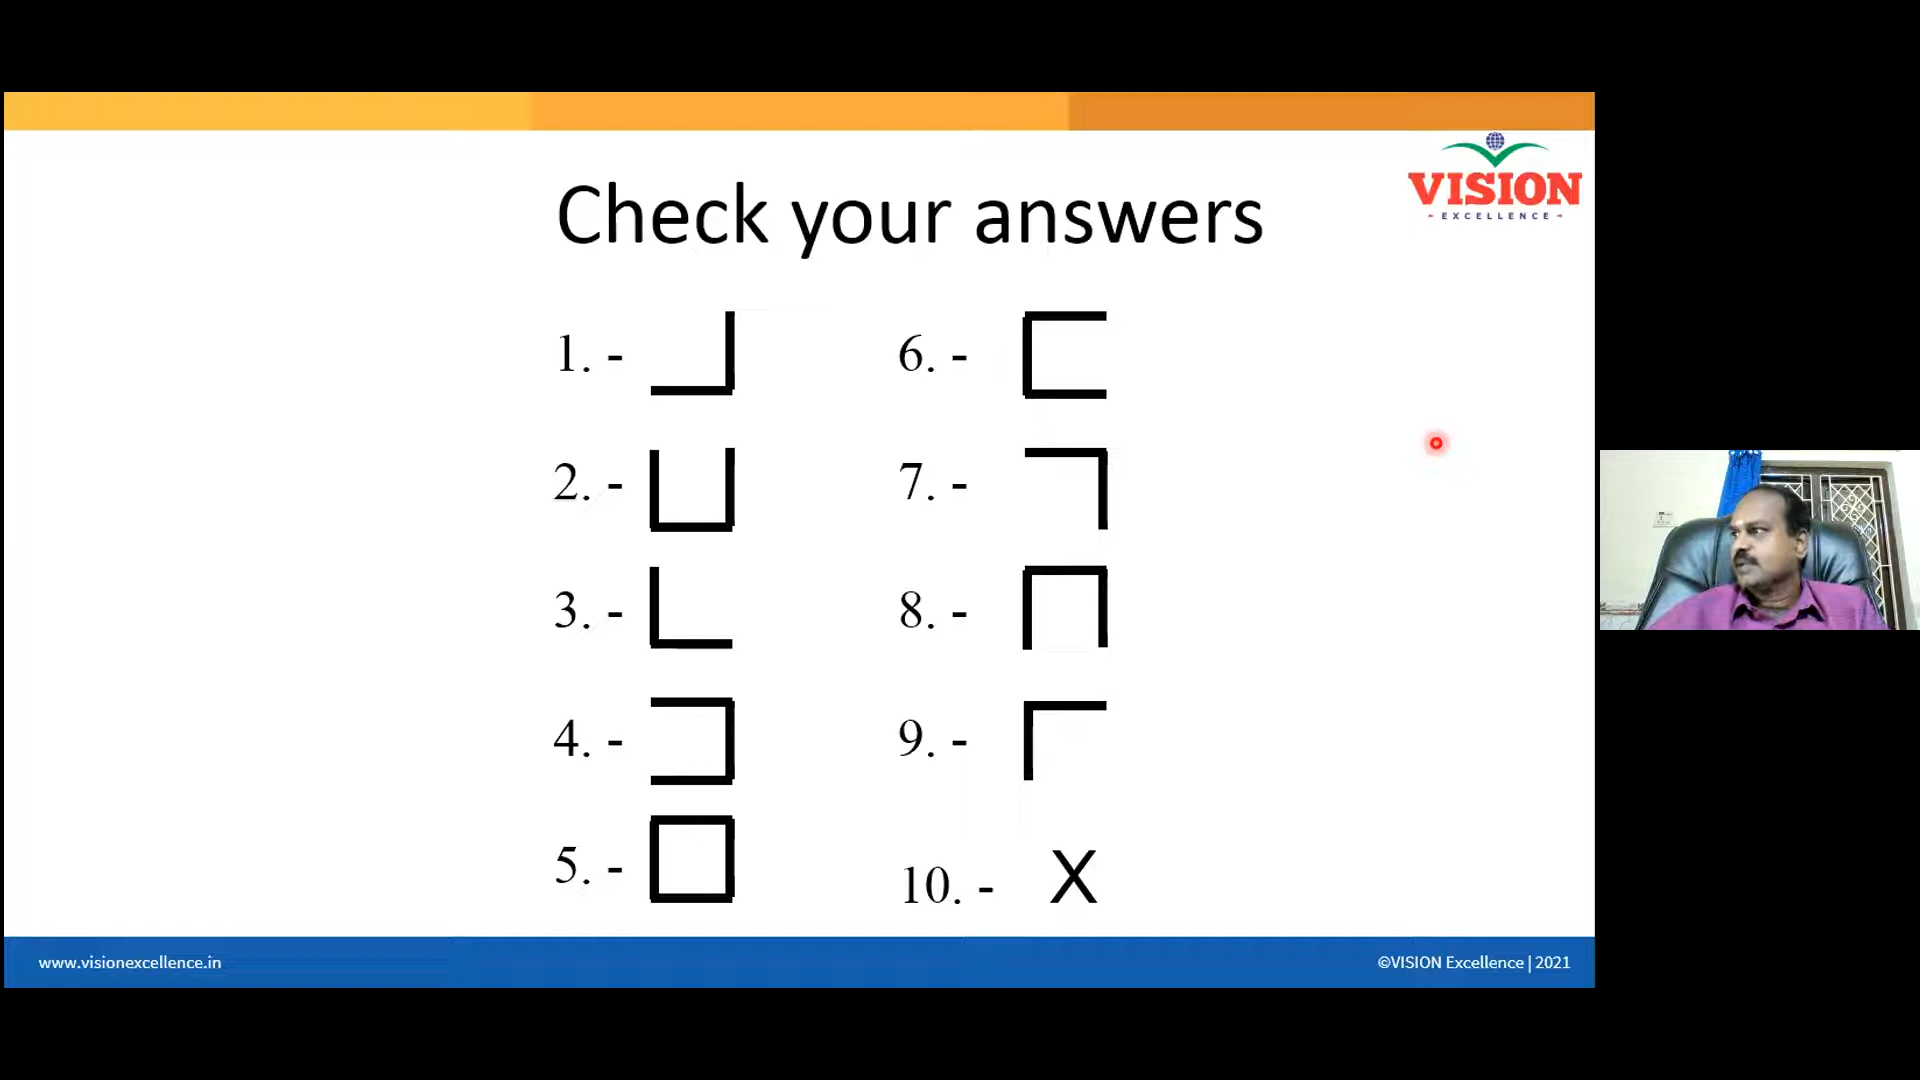 VISION
EXCELLENCE
Check your answers
1. -
2. -
3. -
4. -
5. -
6. -
7. -
8. -
9. -
10. - X
www.visionexcellence.in
©VISION Excellence | 2021